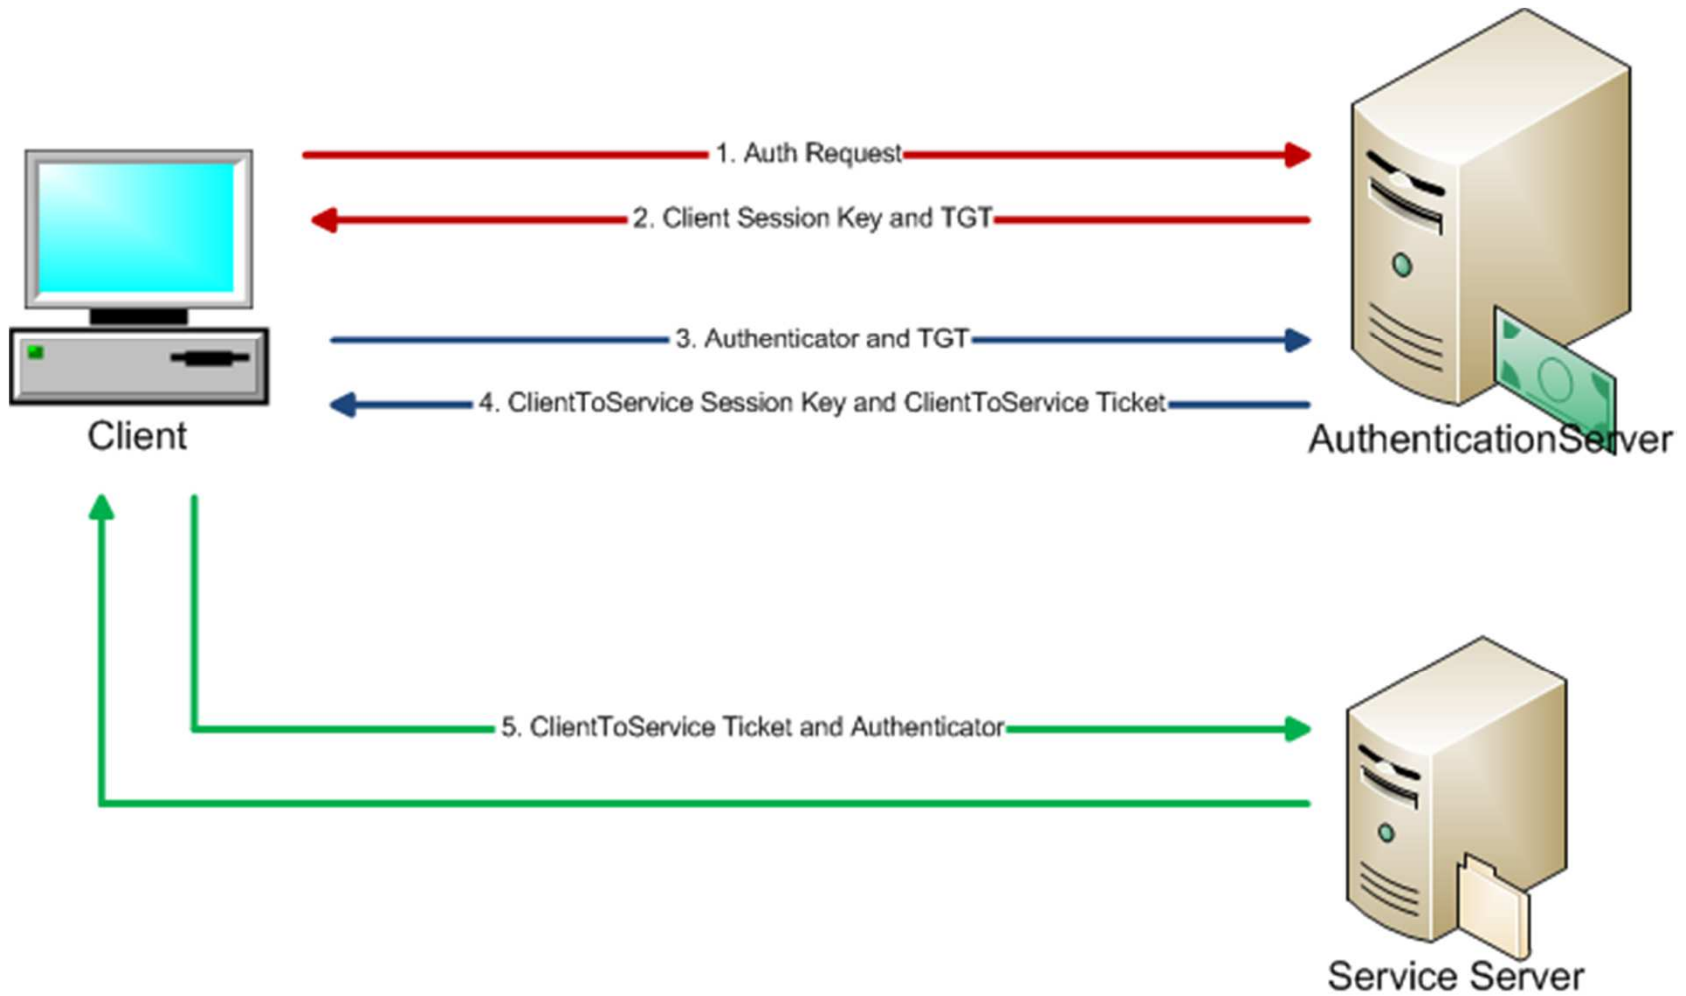 1. Auth Request
2. Client Session Key and TGT
3. Authenticator and TGT
4. ClientToService Session Key and ClientToService Ticket
Client
AuthenticationServer
5. ClientToService Ticket and Authenticator
Service Server